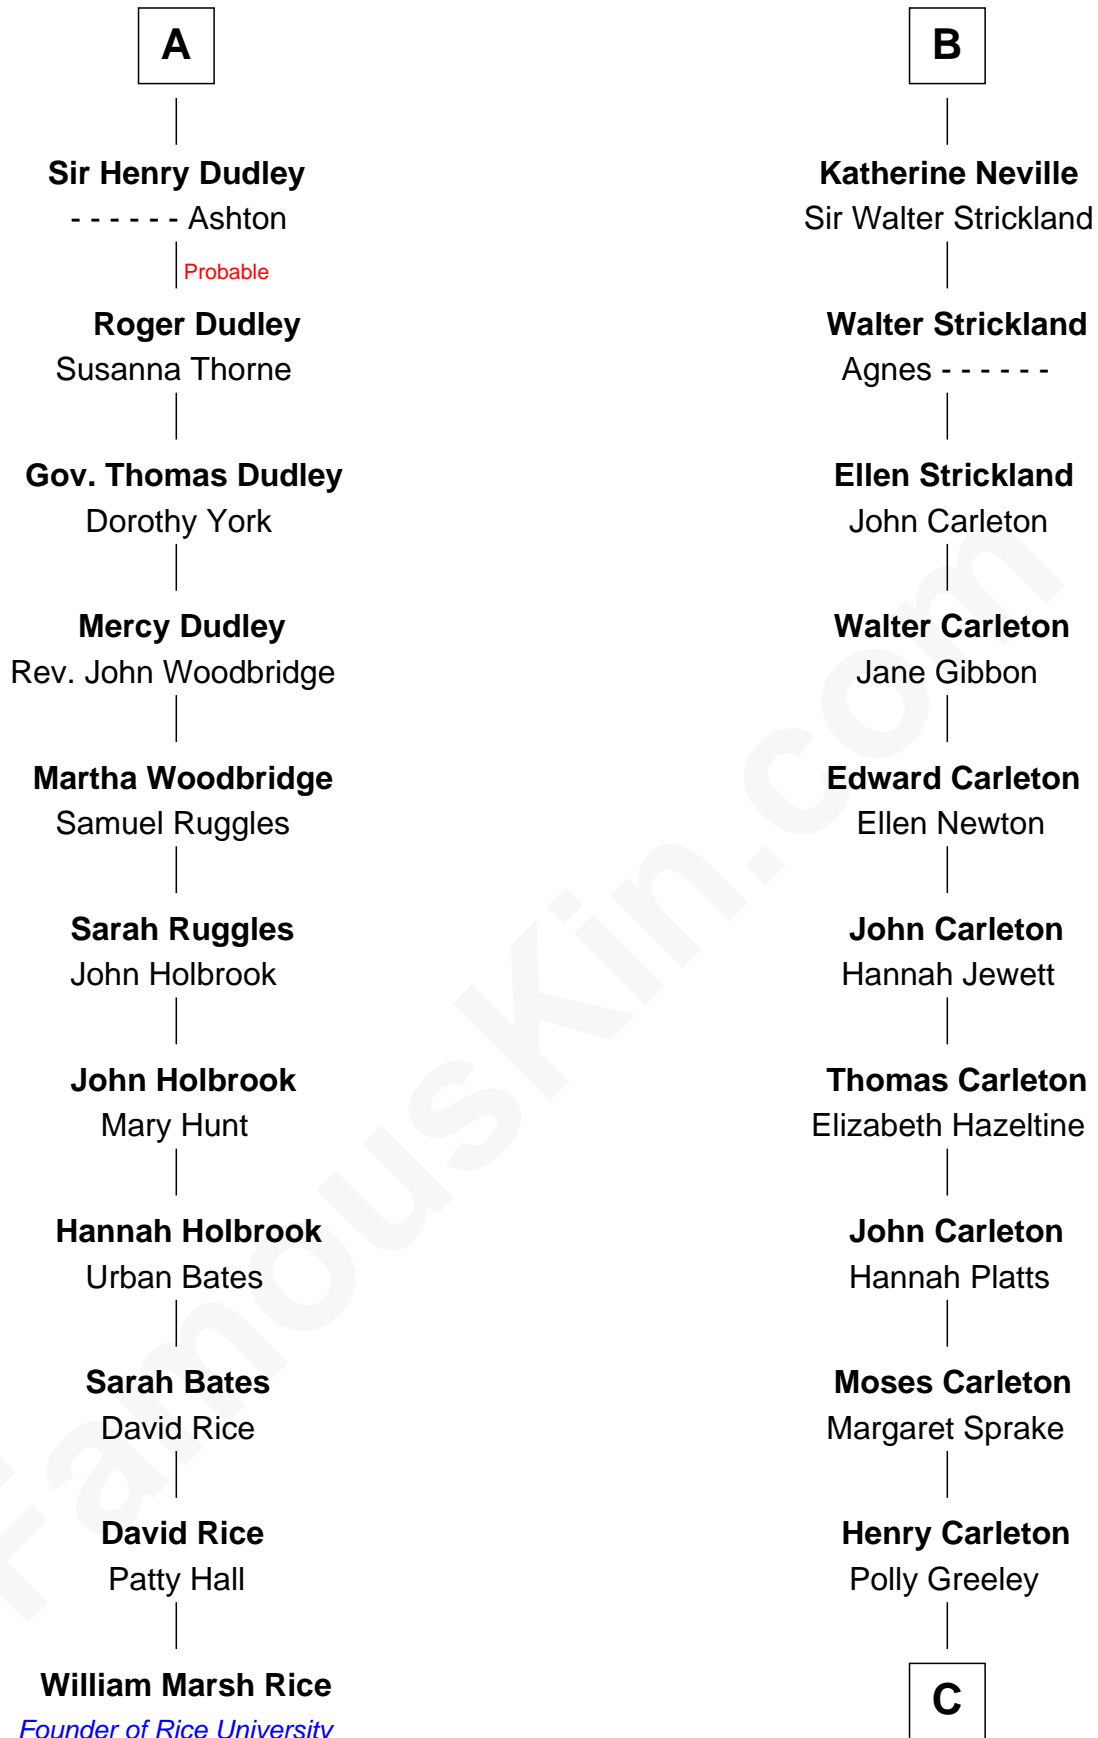 A
Sir Henry Dudley
- - - - - - Ashton
Probable
Roger Dudley
Susanna Thorne
Gov. Thomas Dudley
Dorothy York
Mercy Dudley
Rev. John Woodbridge
Martha Woodbridge
Samuel Ruggles
Sarah Ruggles
John Holbrook
John Holbrook
Mary Hunt
Hannah Holbrook
Urban Bates
Sarah Bates
David Rice
David Rice
Patty Hall
William Marsh Rice
Founder of Rice University
B
Katherine Neville
Sir Walter Strickland
Walter Strickland
Agnes - - - - - -
Ellen Strickland
John Carleton
Walter Carleton
Jane Gibbon
Edward Carleton
Ellen Newton
John Carleton
Hannah Jewett
Thomas Carleton
Elizabeth Hazeltine
John Carleton
Hannah Platts
Moses Carleton
Margaret Sprake
Henry Carleton
Polly Greeley
C
FamousKin.com